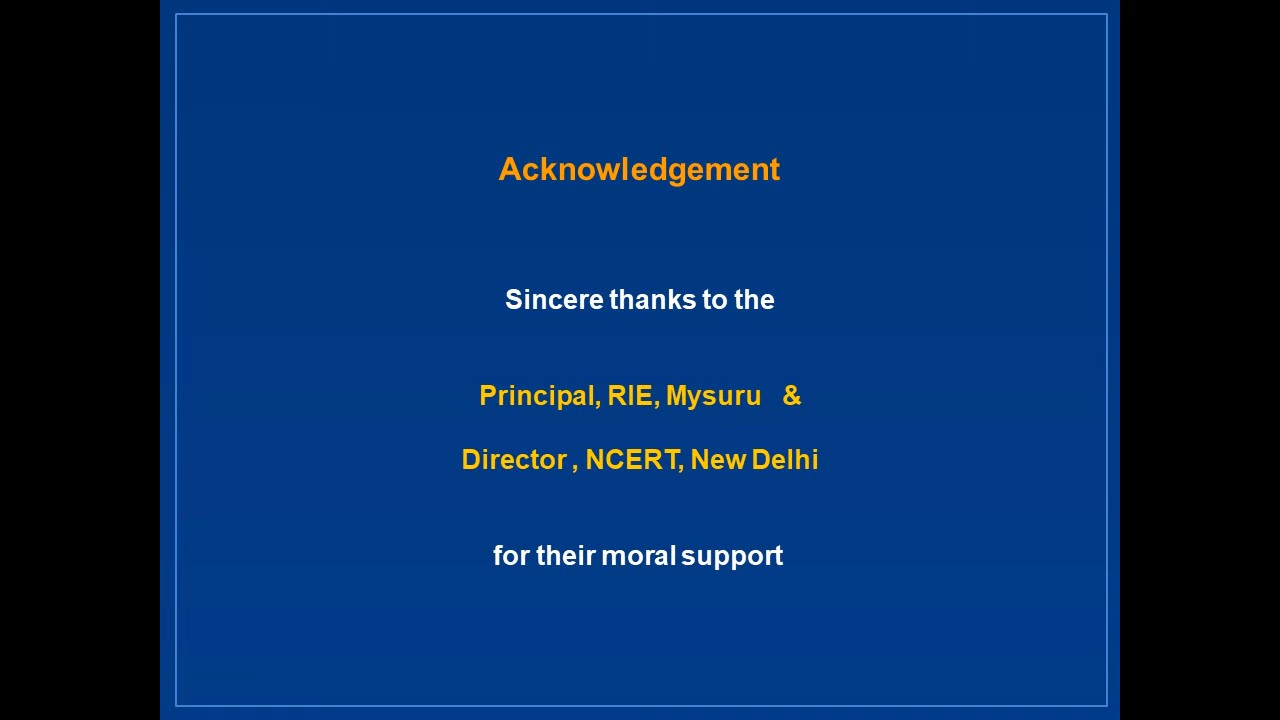 Acknowledgement
Sincere thanks to the
Principal, RIE, Mysuru &
Director , NCERT, New Delhi
for their moral support